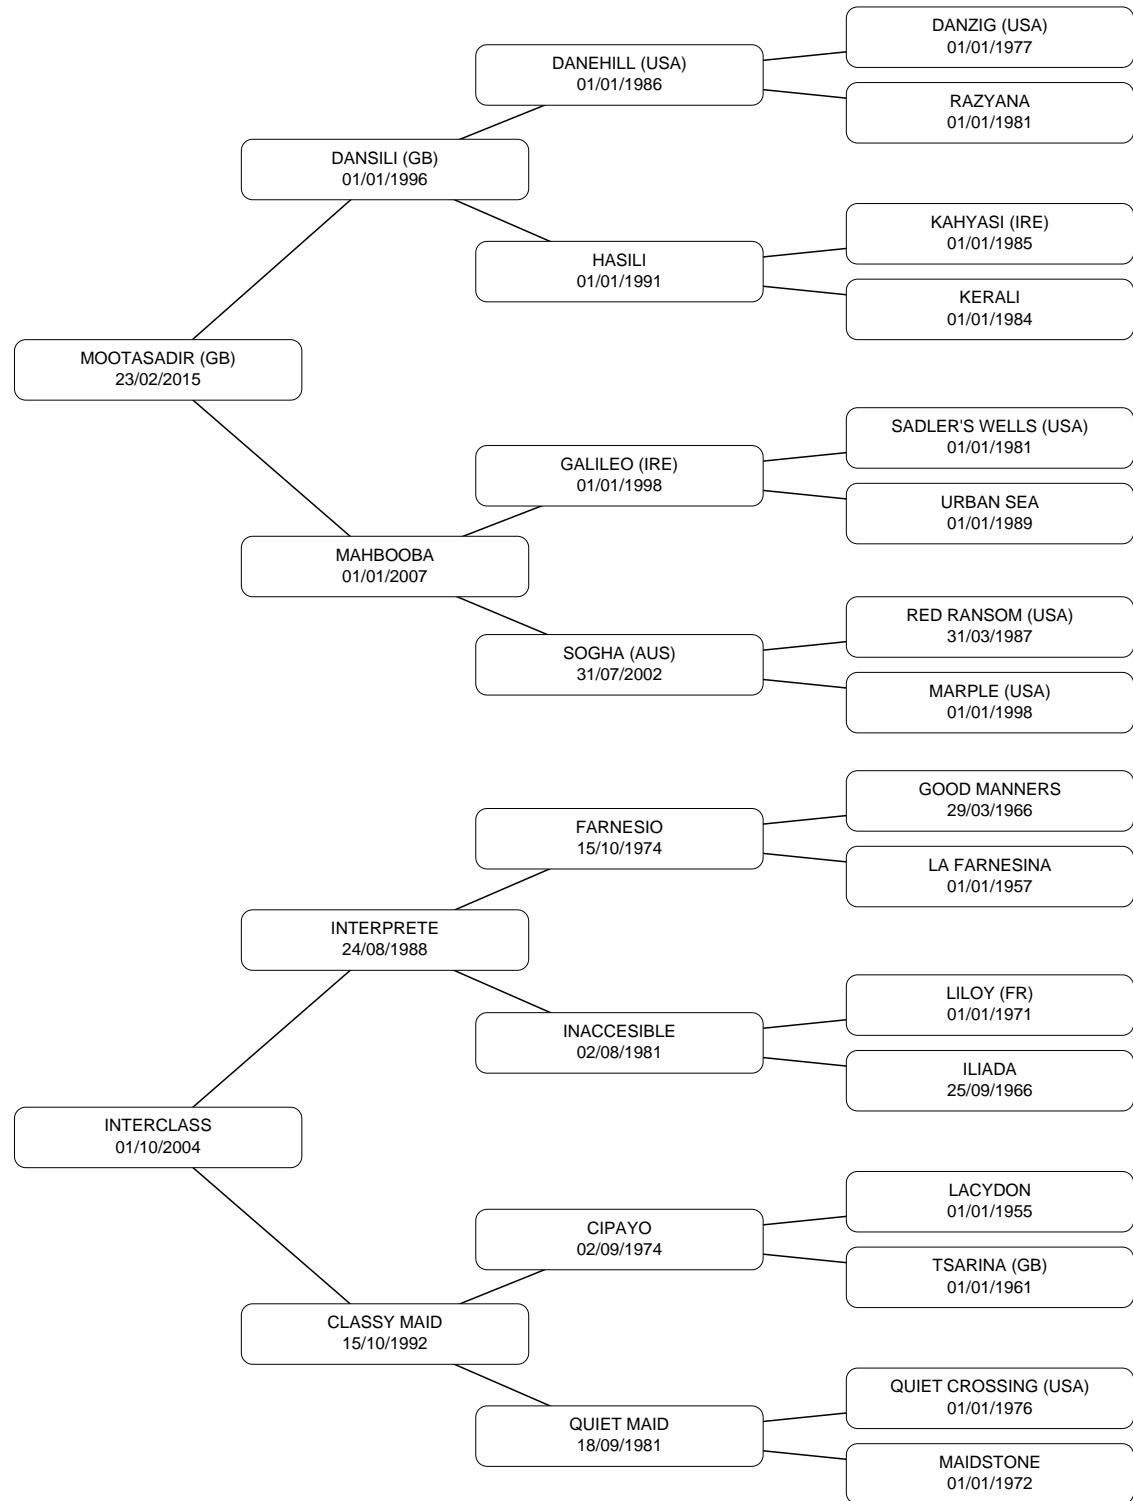 DANZIG (USA)
01/01/1977
DANEHILL (USA)
01/01/1986
RAZYANA
01/01/1981
DANSILI (GB)
01/01/1996
KAHYASI (IRE)
01/01/1985
HASILI
01/01/1991
KERALI
01/01/1984
MOOTASADIR (GB)
23/02/2015
SADLER'S WELLS (USA)
01/01/1981
GALILEO (IRE)
01/01/1998
URBAN SEA
01/01/1989
MAHBOOBA
01/01/2007
RED RANSOM (USA)
31/03/1987
SOGHA (AUS)
31/07/2002
MARPLE (USA)
01/01/1998
GOOD MANNERS
29/03/1966
FARNESIO
15/10/1974
LA FARNESINA
01/01/1957
INTERPRETE
24/08/1988
LILOY (FR)
01/01/1971
INACCESIBLE
02/08/1981
ILIADA
25/09/1966
INTERCLASS
01/10/2004
LACYDON
01/01/1955
CIPAYO
02/09/1974
TSARINA (GB)
01/01/1961
CLASSY MAID
15/10/1992
QUIET CROSSING (USA)
01/01/1976
QUIET MAID
18/09/1981
MAIDSTONE
01/01/1972